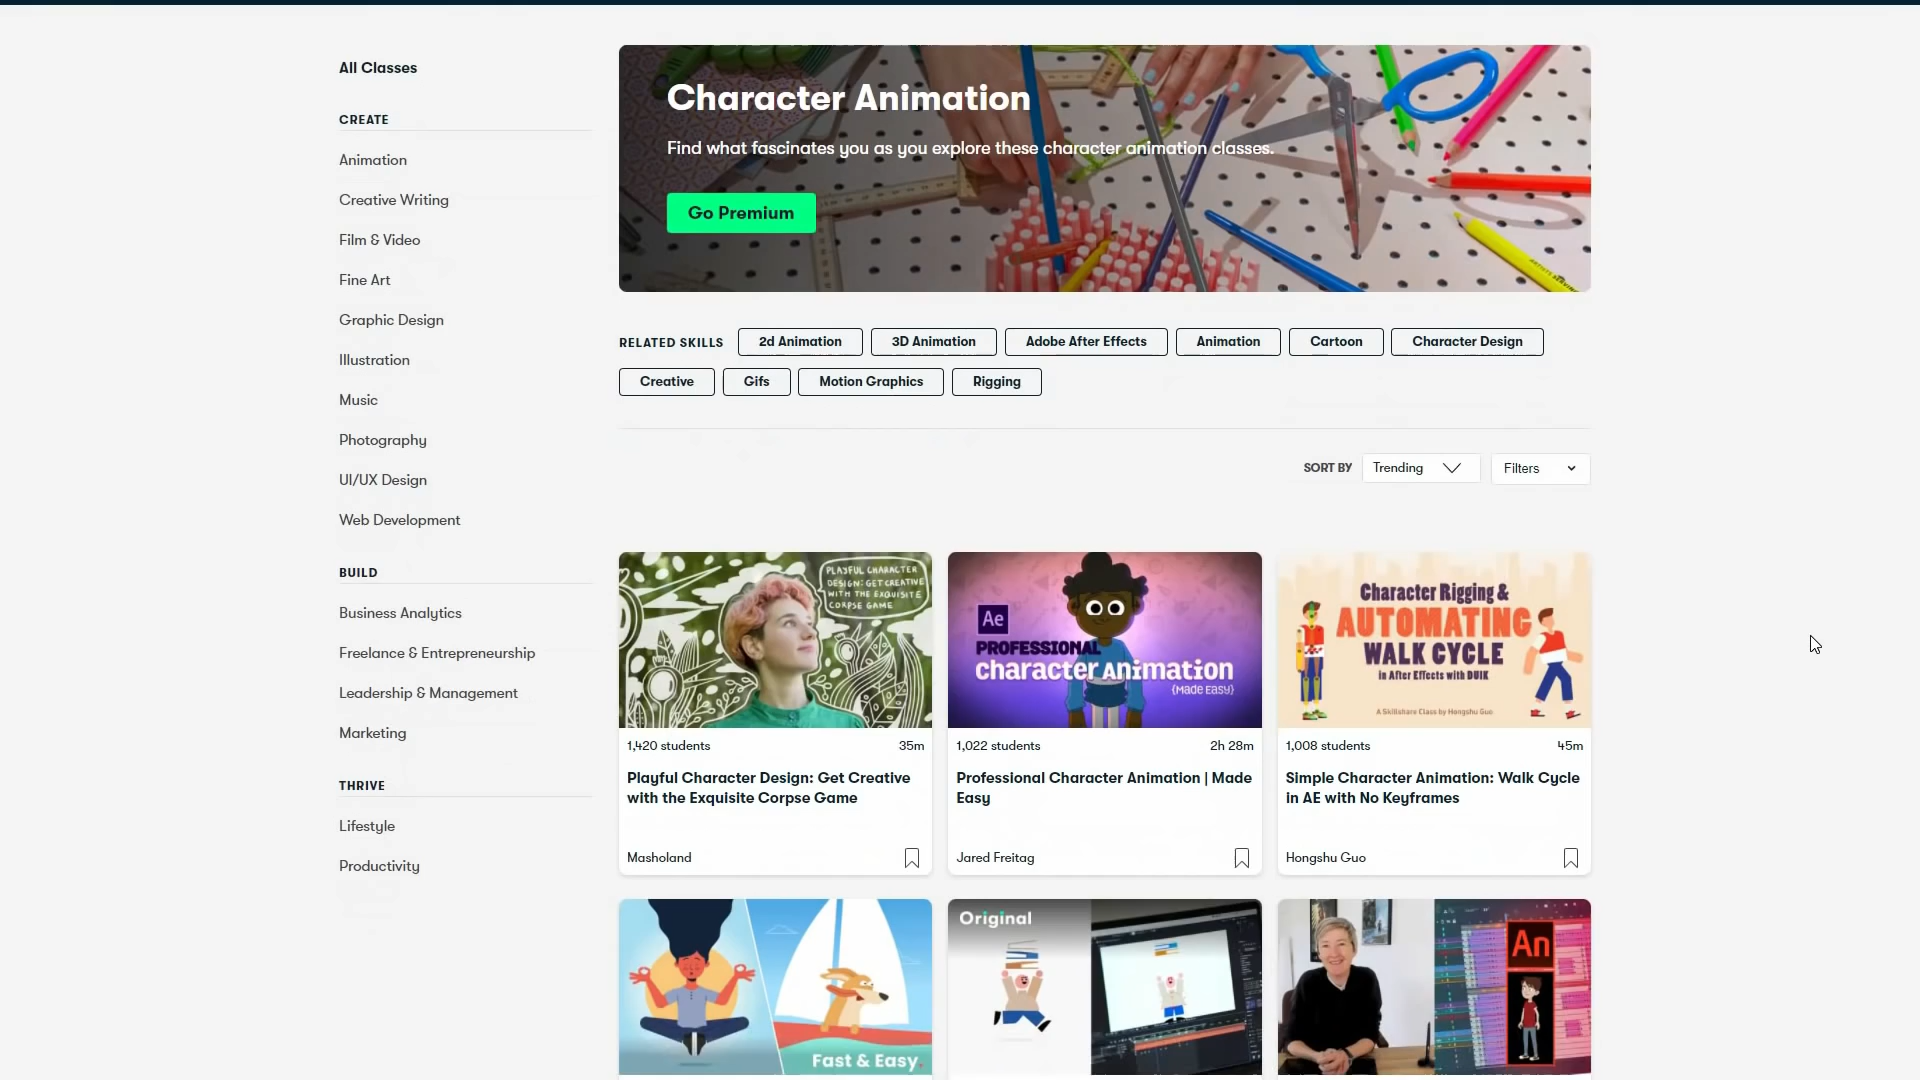 All Classes
CREATE
Animation
Creative Writing
Film & Video
Fine Art
Graphic Design
Illustration
Music
Photography
UI/UX Design
Web Development
BUILD
Business Analytics
Freelance & Entrepreneurship
Leadership & Management
Marketing
THRIVE
Lifestyle
Productivity
Character Animation
Find what fascinates you as you explore these character animation classes.
Go Premium
RELATED SKILLS 2d Animation 3D Animation Adobe After Effects Animation Cartoon Character Design
Creative Gifs Motion Graphics Rigging
SORT BY Trending Filters
PLAYFUL CHARACTER
DESIGN: GET CREATIVE
WITH THE EXQUISITE
CORPSE GAME
1,420 students 35m
Playful Character Design: Get Creative
with the Exquisite Corpse Game
Masholand
Ae
PROFESSIONAL
character Animation
{MADE EASY}
1,022 students 2h 28m
Professional Character Animation | Made
Easy
Jared Freitag
Character Rigging &
AUTOMATING
WALK CYCLE
in After Effects with DUIK
A Skillshare Class by Hongshu Guo
1,008 students 45m
Simple Character Animation: Walk Cycle
in AE with No Keyframes
Hongshu Guo
Fast & Easy.
Original
An